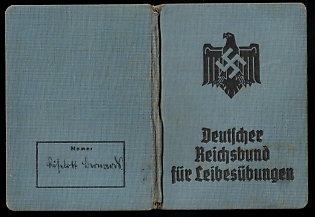 Name:
Deutscher
Reichsbund
für Leibesübungen